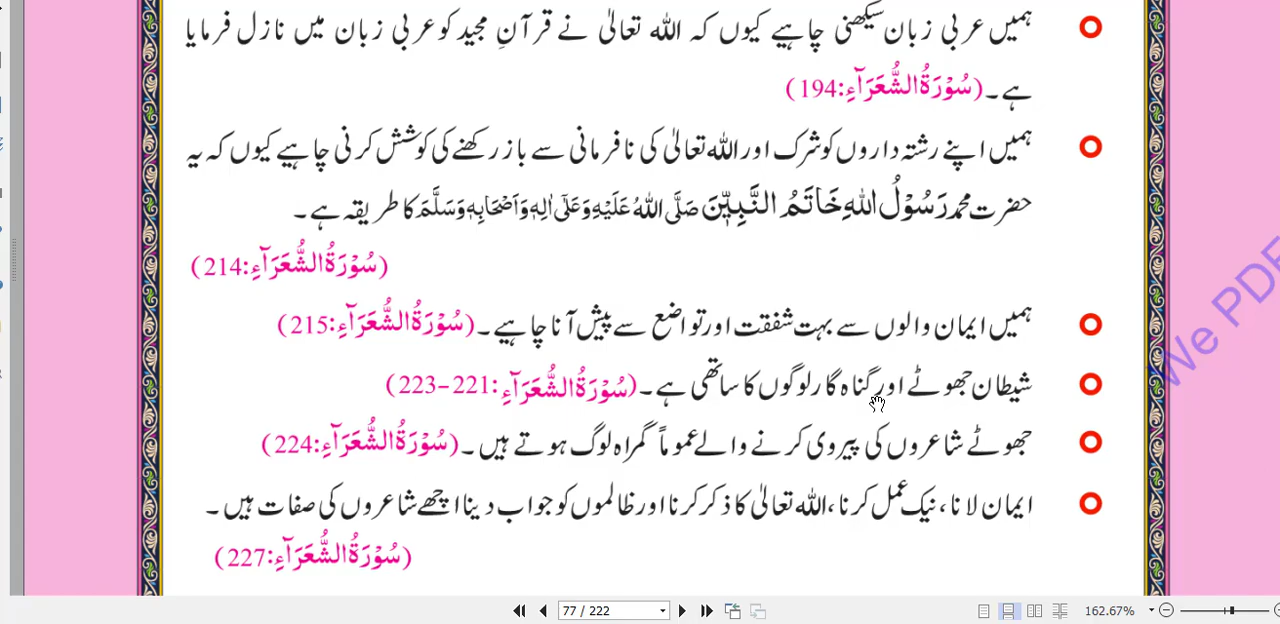 ہمیں عربی زبان سیکھنی چاہیے کیوں کہ اللہ تعالیٰ نے قرآنِ مجید کو عربی زبان میں نازل فرمایا
ہے۔ (سُوْرَةُ الشُّعَرَآءِ:194)
ہمیں اپنے رشتہ داروں کو شرک اور اللہ تعالیٰ کی نافرمانی سے باز رکھنے کی کوشش کرنی چاہیے کیوں کہ یہ
حضرت محمد رَسُوْلُ اللهِ خَاتَمُ النَّبِيّٖنَ صَلَّى اللهُ عَلَيْهِ وَعَلٰٓى اٰلِهٖ وَاَصْحَابِهٖ وَسَلَّمَ کا طریقہ ہے۔
(سُوْرَةُ الشُّعَرَآءِ:214)
ہمیں ایمان والوں سے بہت شفقت اور تواضع سے پیش آنا چاہیے۔ (سُوْرَةُ الشُّعَرَآءِ:215)
شیطان جھوٹے اور گناہ گار لوگوں کا ساتھی ہے۔ (سُوْرَةُ الشُّعَرَآءِ:221-223)
جھوٹے شاعروں کی پیروی کرنے والے عموماً گمراہ لوگ ہوتے ہیں۔ (سُوْرَةُ الشُّعَرَآءِ:224)
ایمان لانا، نیک عمل کرنا، اللہ تعالیٰ کا ذکر کرنا اور ظالموں کو جواب دینا اچھے شاعروں کی صفات ہیں۔
(سُوْرَةُ الشُّعَرَآءِ:227)
We PDF
77 / 222
162.67%